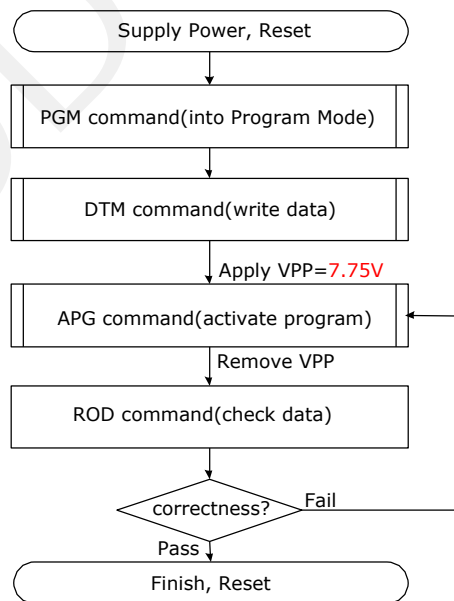 Supply Power, Reset
PGM command(into Program Mode)
DTM command(write data)
Apply VPP=7.75V
APG command(activate program)
Remove VPP
ROD command(check data)
correctness?
Fail
Pass
Finish, Reset